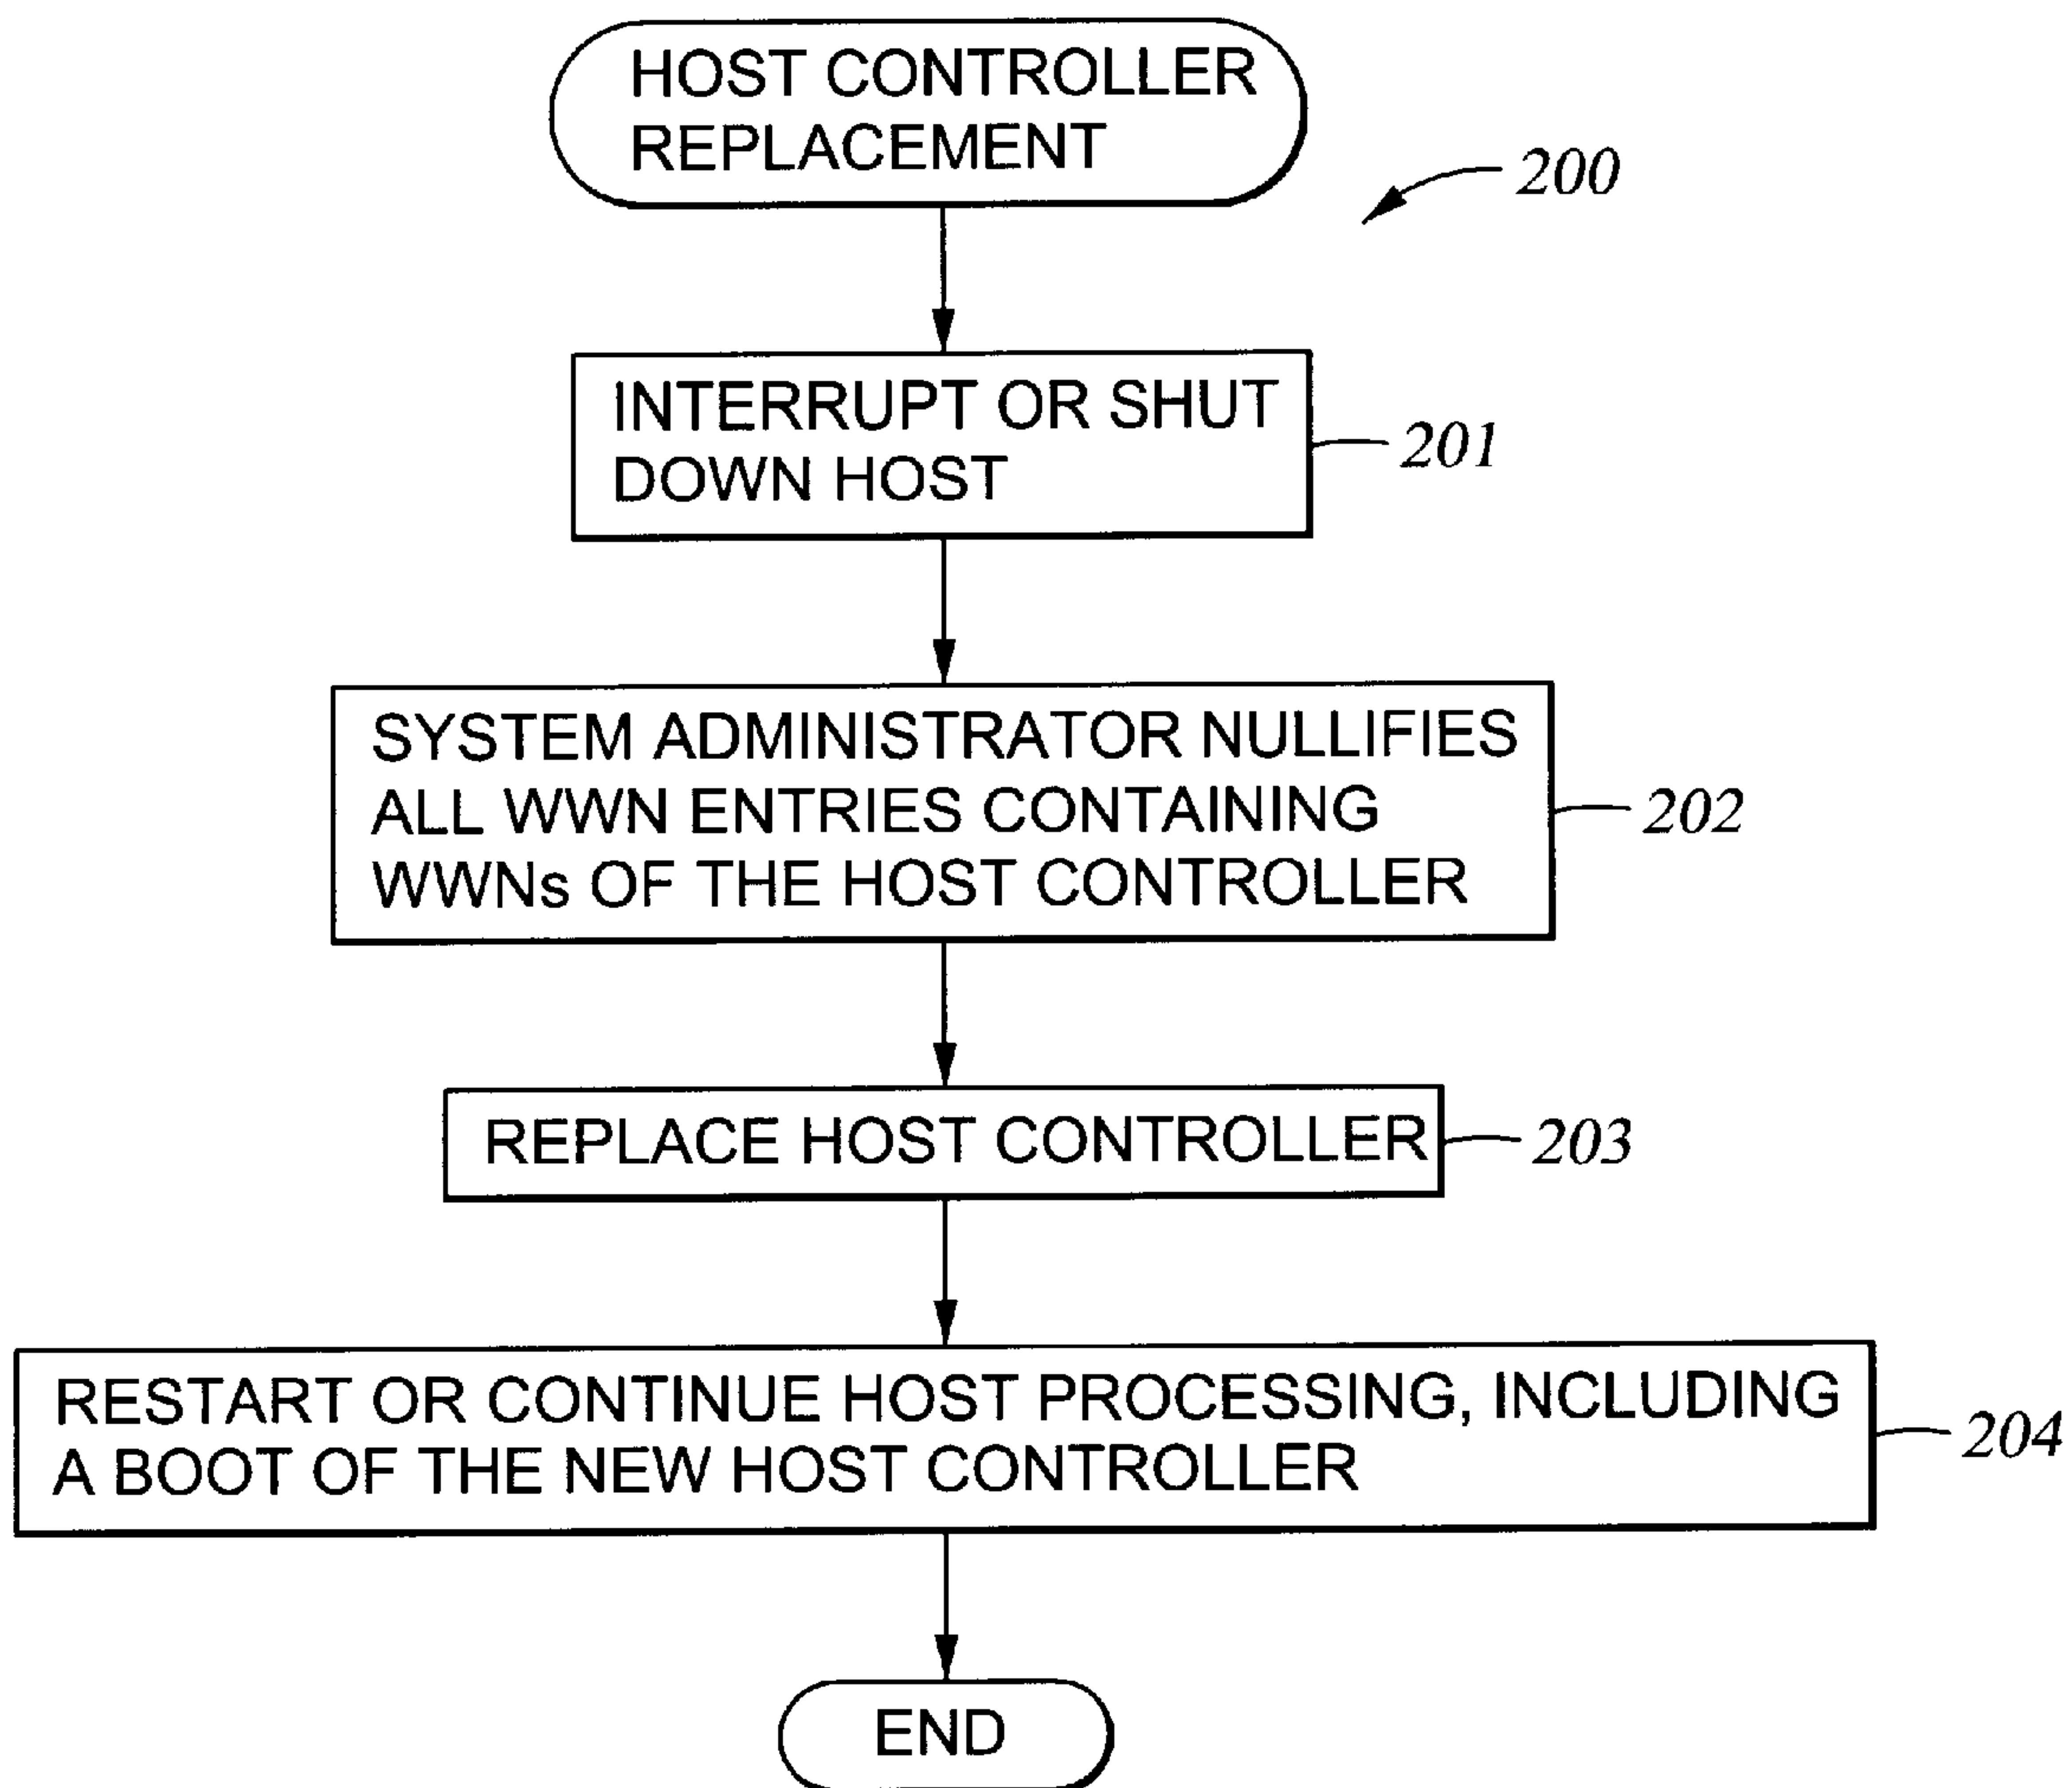 HOST CONTROLLER
REPLACEMENT
200
INTERRUPT OR SHUT
DOWN HOST
201
SYSTEM ADMINISTRATOR NULLIFIES
ALL WWN ENTRIES CONTAINING
WWNs OF THE HOST CONTROLLER
202
REPLACE HOST CONTROLLER
203
RESTART OR CONTINUE HOST PROCESSING, INCLUDING
A BOOT OF THE NEW HOST CONTROLLER
204
END